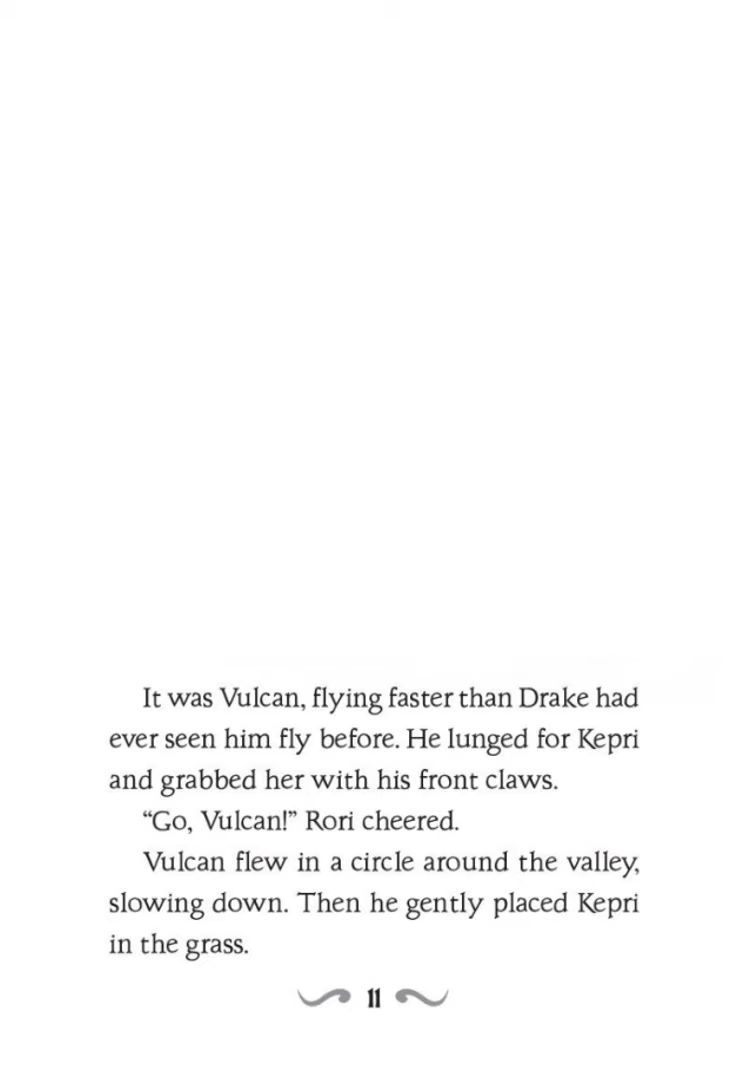 It was Vulcan, flying faster than Drake had
ever seen him fly before. He lunged for Kepri
and grabbed her with his front claws.
“Go, Vulcan!” Rori cheered.
Vulcan flew in a circle around the valley,
slowing down. Then he gently placed Kepri
in the grass.
11